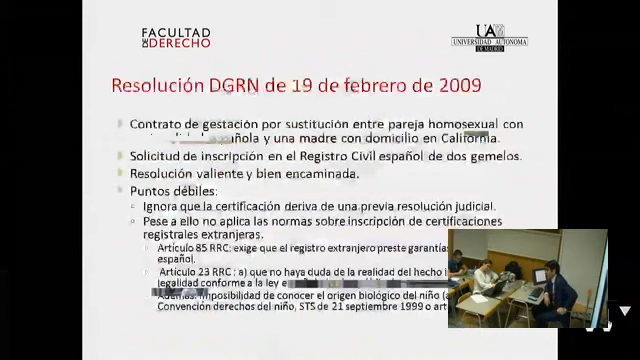 FACULTAD
DE DERECHO
UAM
UNIVERSIDAD AUTONOMA
DE MADRID
Resolución DGRN de 19 de febrero de 2009
Contrato de gestación por sustitución entre pareja homosexual con
española y una madre con domicilio en California.
Solicitud de inscripción en el Registro Civil español de dos gemelos.
Resolución valiente y bien encaminada.
Puntos débiles:
Ignora que la certificación deriva de una previa resolución judicial.
Pese a ello no aplica las normas sobre inscripción de certificaciones
registrales extranjeras.
Artículo 85 RRC: exige que el registro extranjero preste garantías
español.
Artículo 23 RRC : a) que no haya duda de la realidad del hecho
legalidad conforme a la ley
Además: imposibilidad de conocer el origen biológico del niño
Convención derechos del niño, STS de 21 septiembre 1999 o